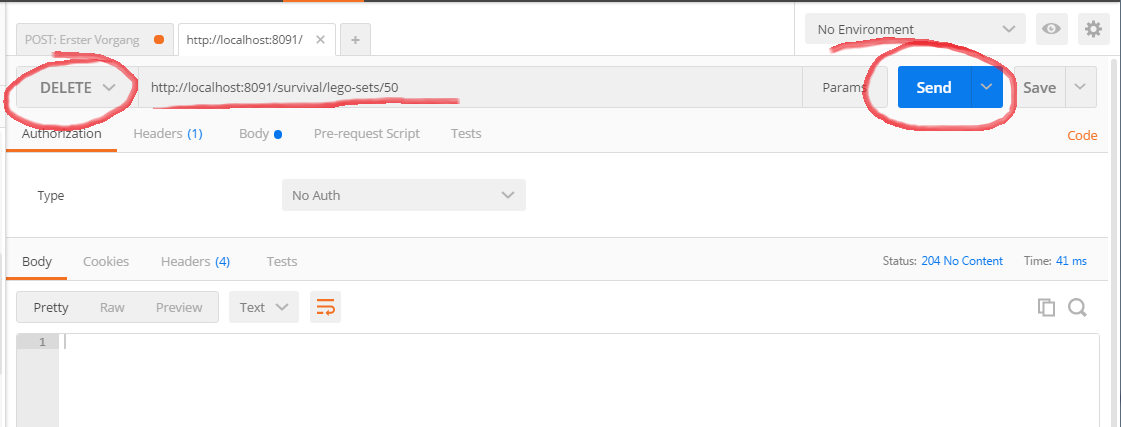 POST: Erster Vorgang
http://localhost:8091/
No Environment
DELETE
http://localhost:8091/survival/lego-sets/50
Params
Send
Save
Authorization
Headers (1)
Body
Pre-request Script
Tests
Code
Type
No Auth
Body
Cookies
Headers (4)
Tests
Status: 204 No Content
Time: 41 ms
Pretty
Raw
Preview
Text
1